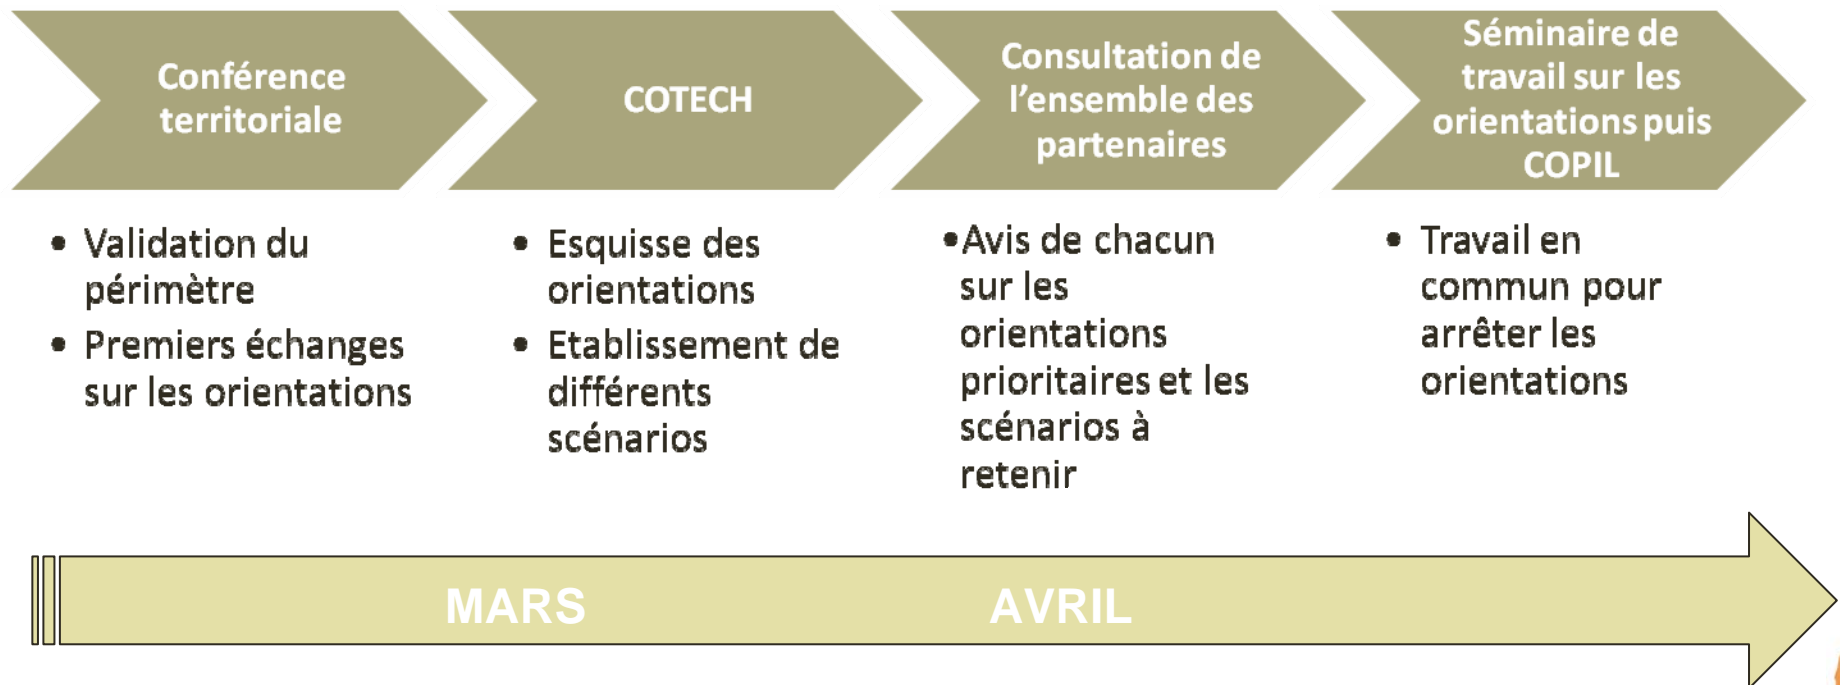 Conférence
territoriale
COTECH
Consultation de
l'ensemble des
partenaires
Séminaire de
travail sur les
orientations puis
COPIL
• Validation du
périmètre
• Premiers échanges
sur les orientations
• Esquisse des
orientations
• Etablissement de
différents
scénarios
•Avis de chacun
sur les
orientations
prioritaires et les
scénarios à
retenir
• Travail en
commun pour
arrêter les
orientations
MARS
AVRIL